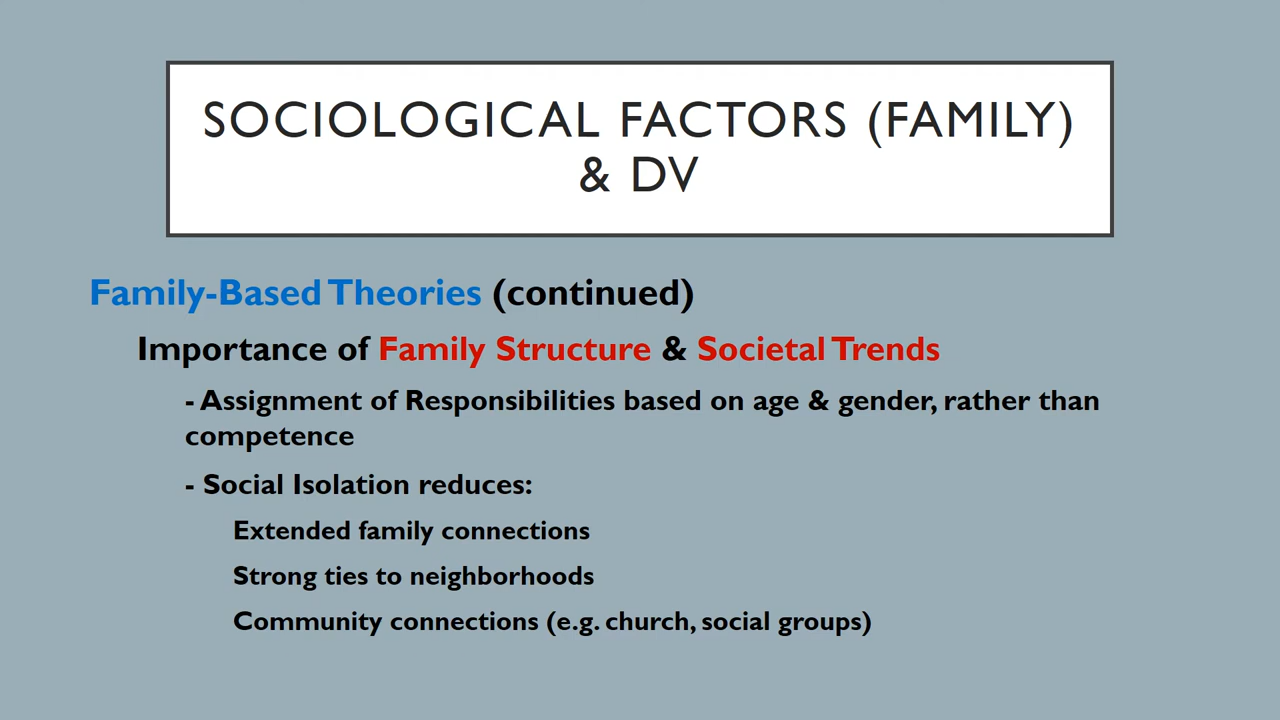 SOCIOLOGICAL FACTORS (FAMILY)
& DV
Family-Based Theories (continued)
Importance of Family Structure & Societal Trends
- Assignment of Responsibilities based on age & gender, rather than
competence
- Social Isolation reduces:
Extended family connections
Strong ties to neighborhoods
Community connections (e.g. church, social groups)